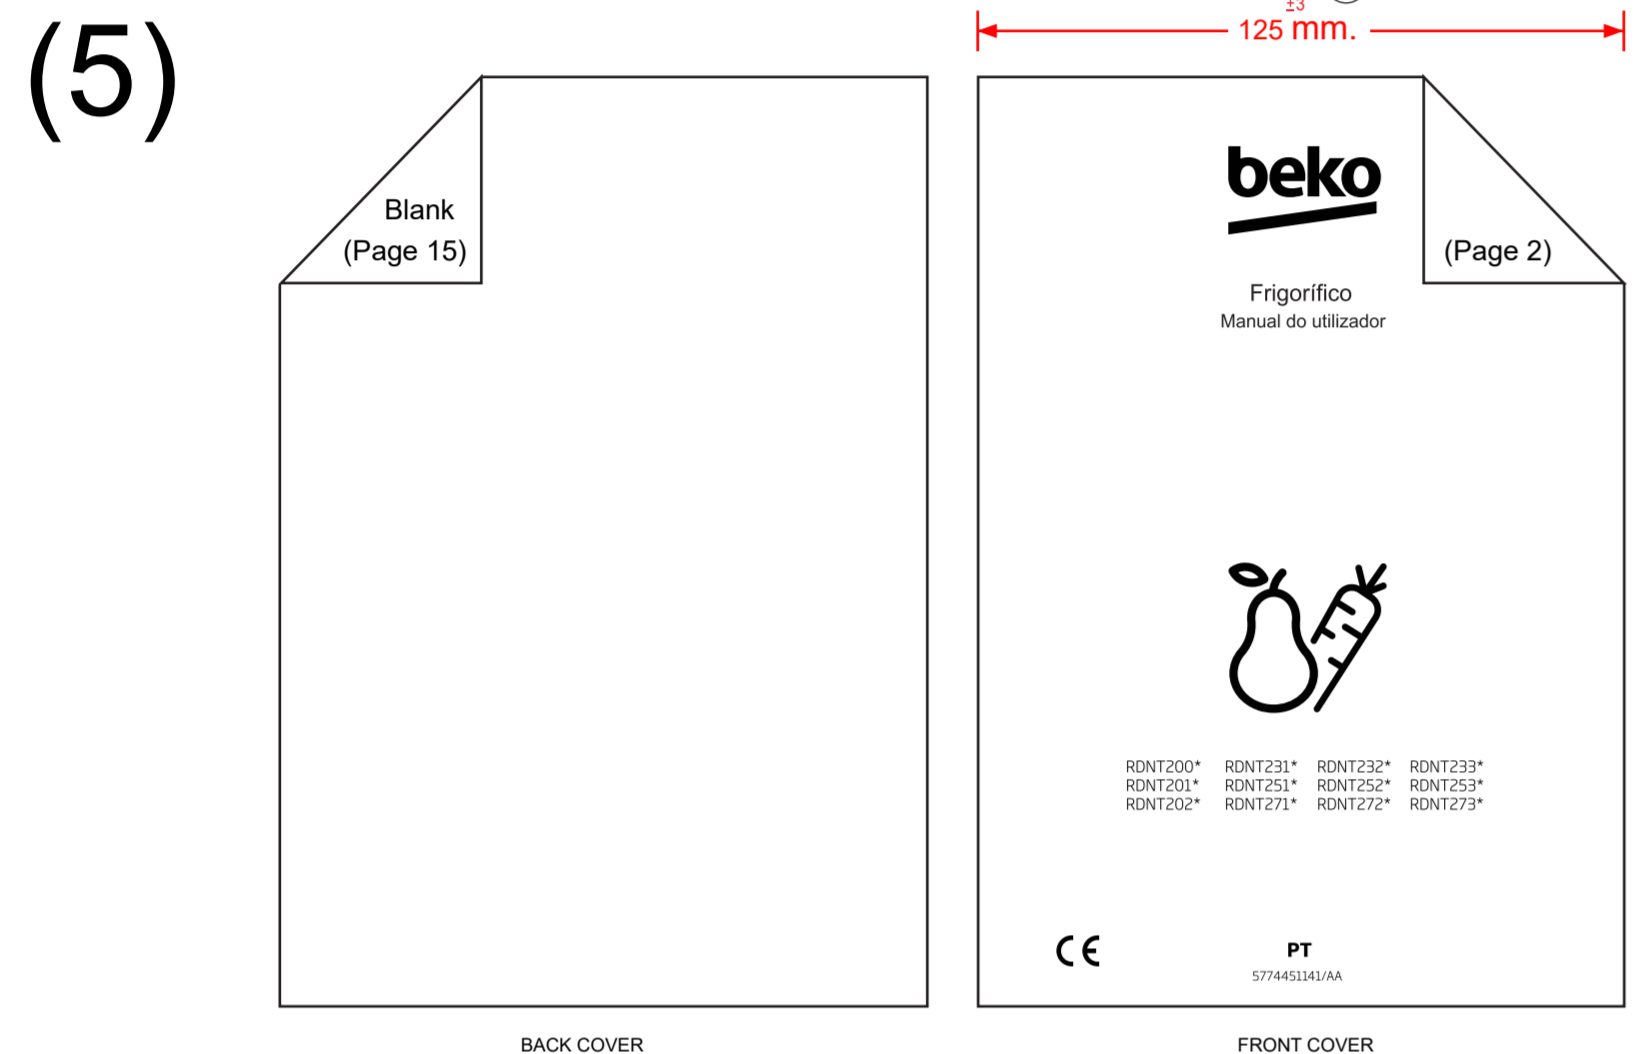 (5)
±3
125 mm.
Blank
(Page 15)
beko
(Page 2)
Frigorífico
Manual do utilizador
RDNT200* RDNT231* RDNT232* RDNT233*
RDNT201* RDNT251* RDNT252* RDNT253*
RDNT202* RDNT271* RDNT272* RDNT273*
CE
PT
5774451141/AA
BACK COVER
FRONT COVER